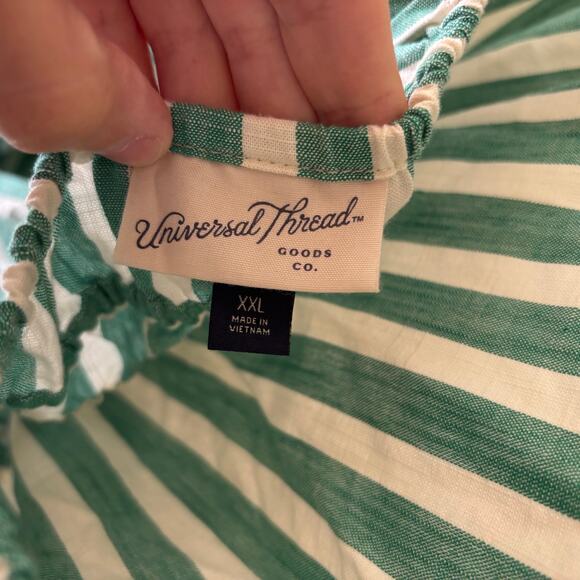 Universal Thread™
GOODS
CO.
XXL
MADE IN
VIETNAM